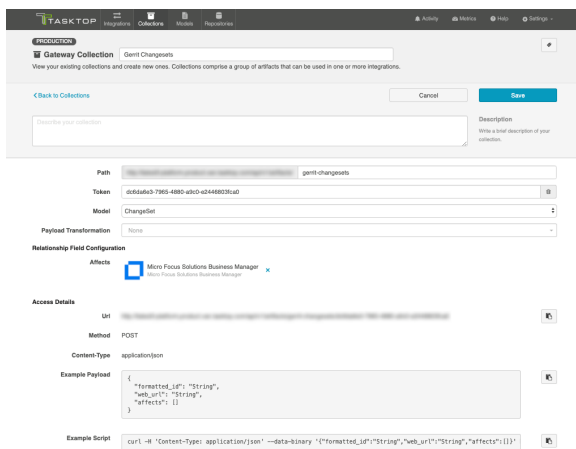 TASKTOP
Integrations
Collections
Models
Repositories
Activity
Metrics
Help
Settings
PRODUCTION
Gateway Collection
Gerrit Changesets
View your existing collections and create new ones. Collections comprise a group of artifacts that can be used in one or more integrations.
Back to Collections
Cancel
Save
Describe your collection
Description
Write a brief description of your
collection.
Path
gerrit-changesets
Token
dc6da6e3-7965-4880-a9c0-e2446803fca0
Model
ChangeSet
Payload Transformation
None
Relationship Field Configuration
Affects
Micro Focus Solutions Business Manager
Micro Focus Solutions Business Manager
Access Details
Url
Method
POST
Content-Type
application/json
Example Payload
{
"formatted_id": "String",
"web_url": "String",
"affects": []
}
Example Script
curl -H 'Content-Type: application/json' --data-binary '{"formatted_id":"String","web_url":"String","affects":[]}'